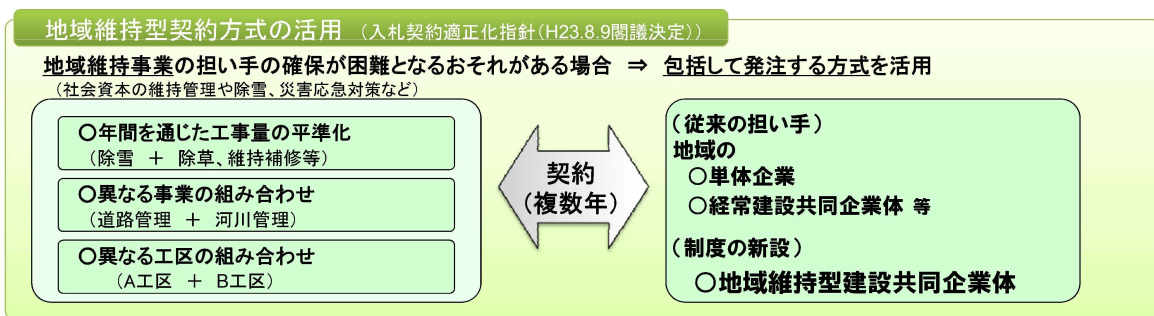 地域維持型契約方式の活用 (入札契約適正化指針(H23.8.9閣議決定))
地域維持事業の担い手の確保が困難となるおそれがある場合 ⇒ 包括して発注する方式を活用
(社会資本の維持管理や除雪、災害応急対策など)
〇年間を通じた工事量の平準化
(除雪 + 除草、維持補修等)
〇異なる事業の組み合わせ
(道路管理 + 河川管理)
〇異なる工区の組み合わせ
(A工区 + B工区)
契約
(複数年)
(従来の担い手)
地域の
〇単体企業
〇経常建設共同企業体 等
(制度の新設)
〇地域維持型建設共同企業体